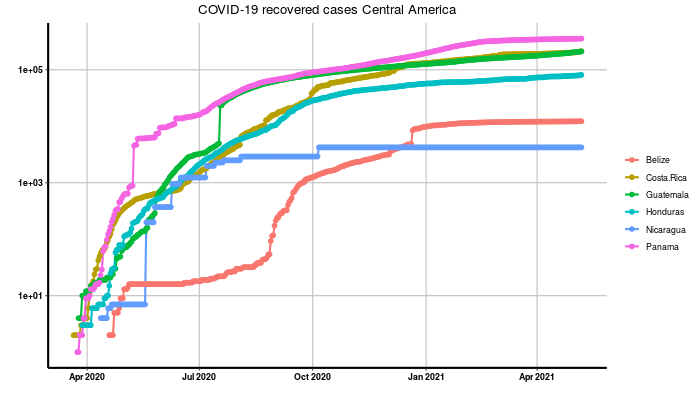 COVID-19 recovered cases Central America
1e+05
1e+03
1e+01
Apr 2020
Jul 2020
Oct 2020
Jan 2021
Apr 2021
Belize
Costa.Rica
Guatemala
Honduras
Nicaragua
Panama